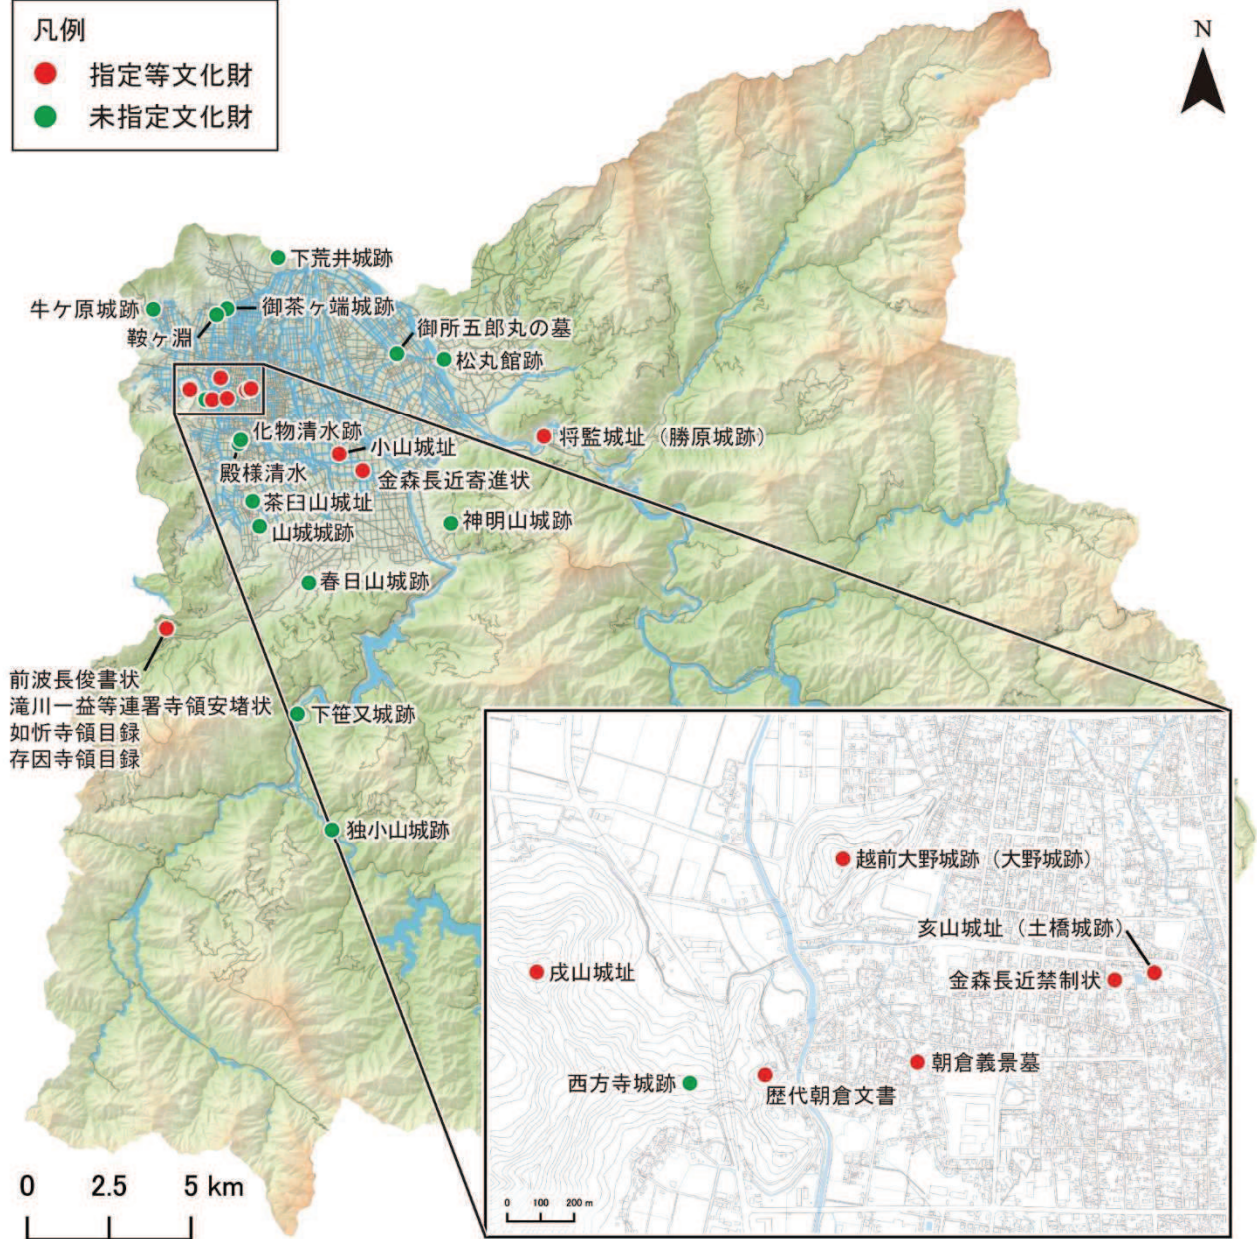 凡例
指定等文化財
未指定文化財
N
下荒井城跡
牛ケ原城跡
御茶ヶ端城跡
鞍ヶ淵
御所五郎丸の墓
松丸館跡
化物清水跡
小山城址
将監城址（勝原城跡）
殿様清水
金森長近寄進状
茶臼山城址
神明山城跡
山城城跡
春日山城跡
前波長俊書状
滝川一益等連署寺領安堵状
如忻寺領目録
存因寺領目録
下笹又城跡
独小山城跡
越前大野城跡（大野城跡）
亥山城址（土橋城跡）
戌山城址
金森長近禁制状
朝倉義景墓
西方寺城跡
歴代朝倉文書
0 2.5 5 km
0 100 200 m